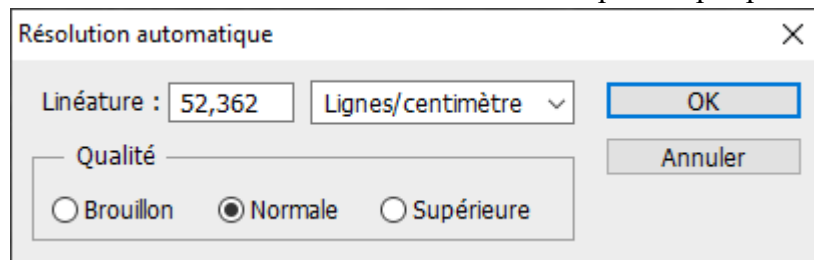 Résolution automatique
Linéature : 52,362 Lignes/centimètre OK
Qualité Annuler
Brouillon Normale Supérieure